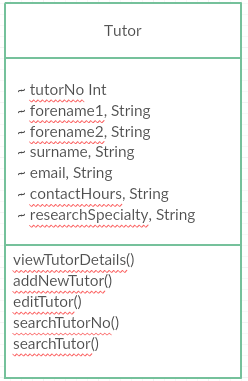 Tutor
~ tutorNo Int
~ forename1, String
~ forename2, String
~ surname, String
~ email, String
~ contactHours, String
~ researchSpecialty, String
viewTutorDetails()
addNewTutor()
editTutor()
searchTutorNo()
searchTutor()